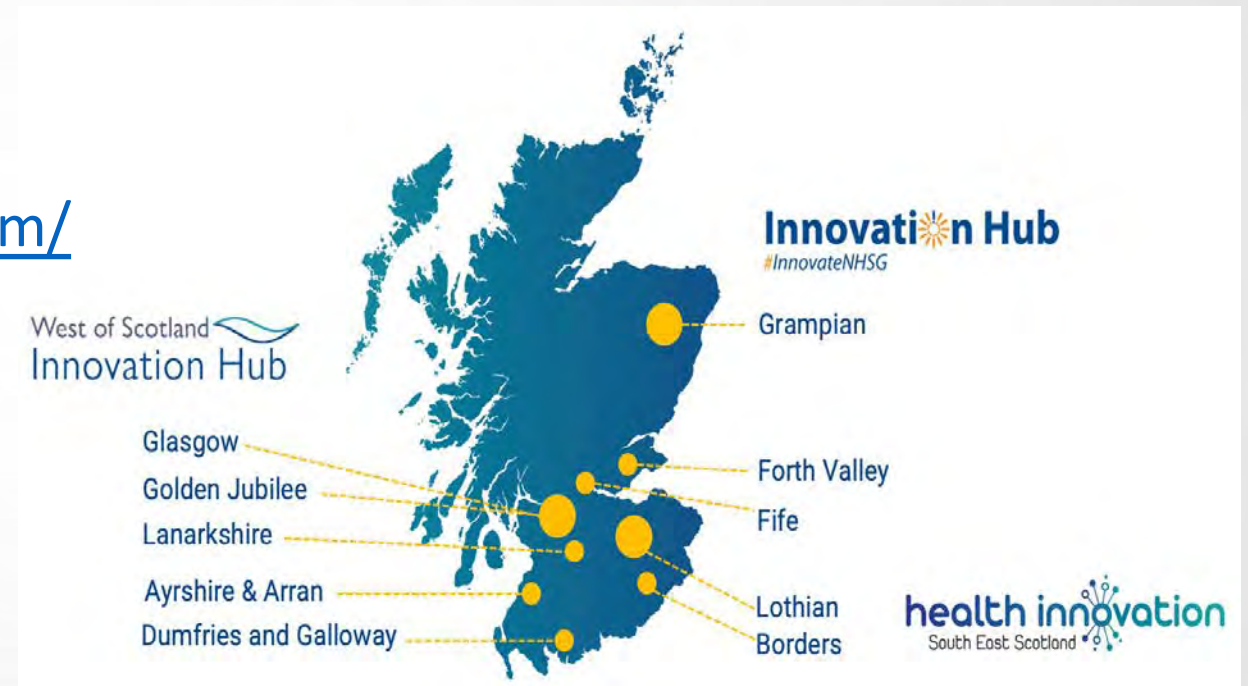 m/
Innovation Hub
#InnovateNHSG
West of Scotland
Innovation Hub
Grampian
Glasgow
Golden Jubilee
Lanarkshire
Ayrshire & Arran
Dumfries and Galloway
Forth Valley
Fife
Lothian
Borders
health innovation
South East Scotland